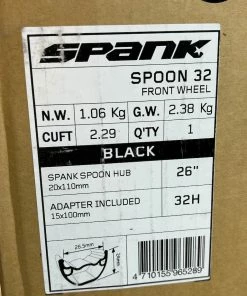 SPANK
SPOON 32
FRONT WHEEL
N.W. 1.06 Kg G.W. 2.38 Kg
CUFT 2.29 Q'TY 1
BLACK
SPANK SPOON HUB
20x110mm
26"
ADAPTER INCLUDED
15x100mm
32H
26.5mm
4 710155 965289